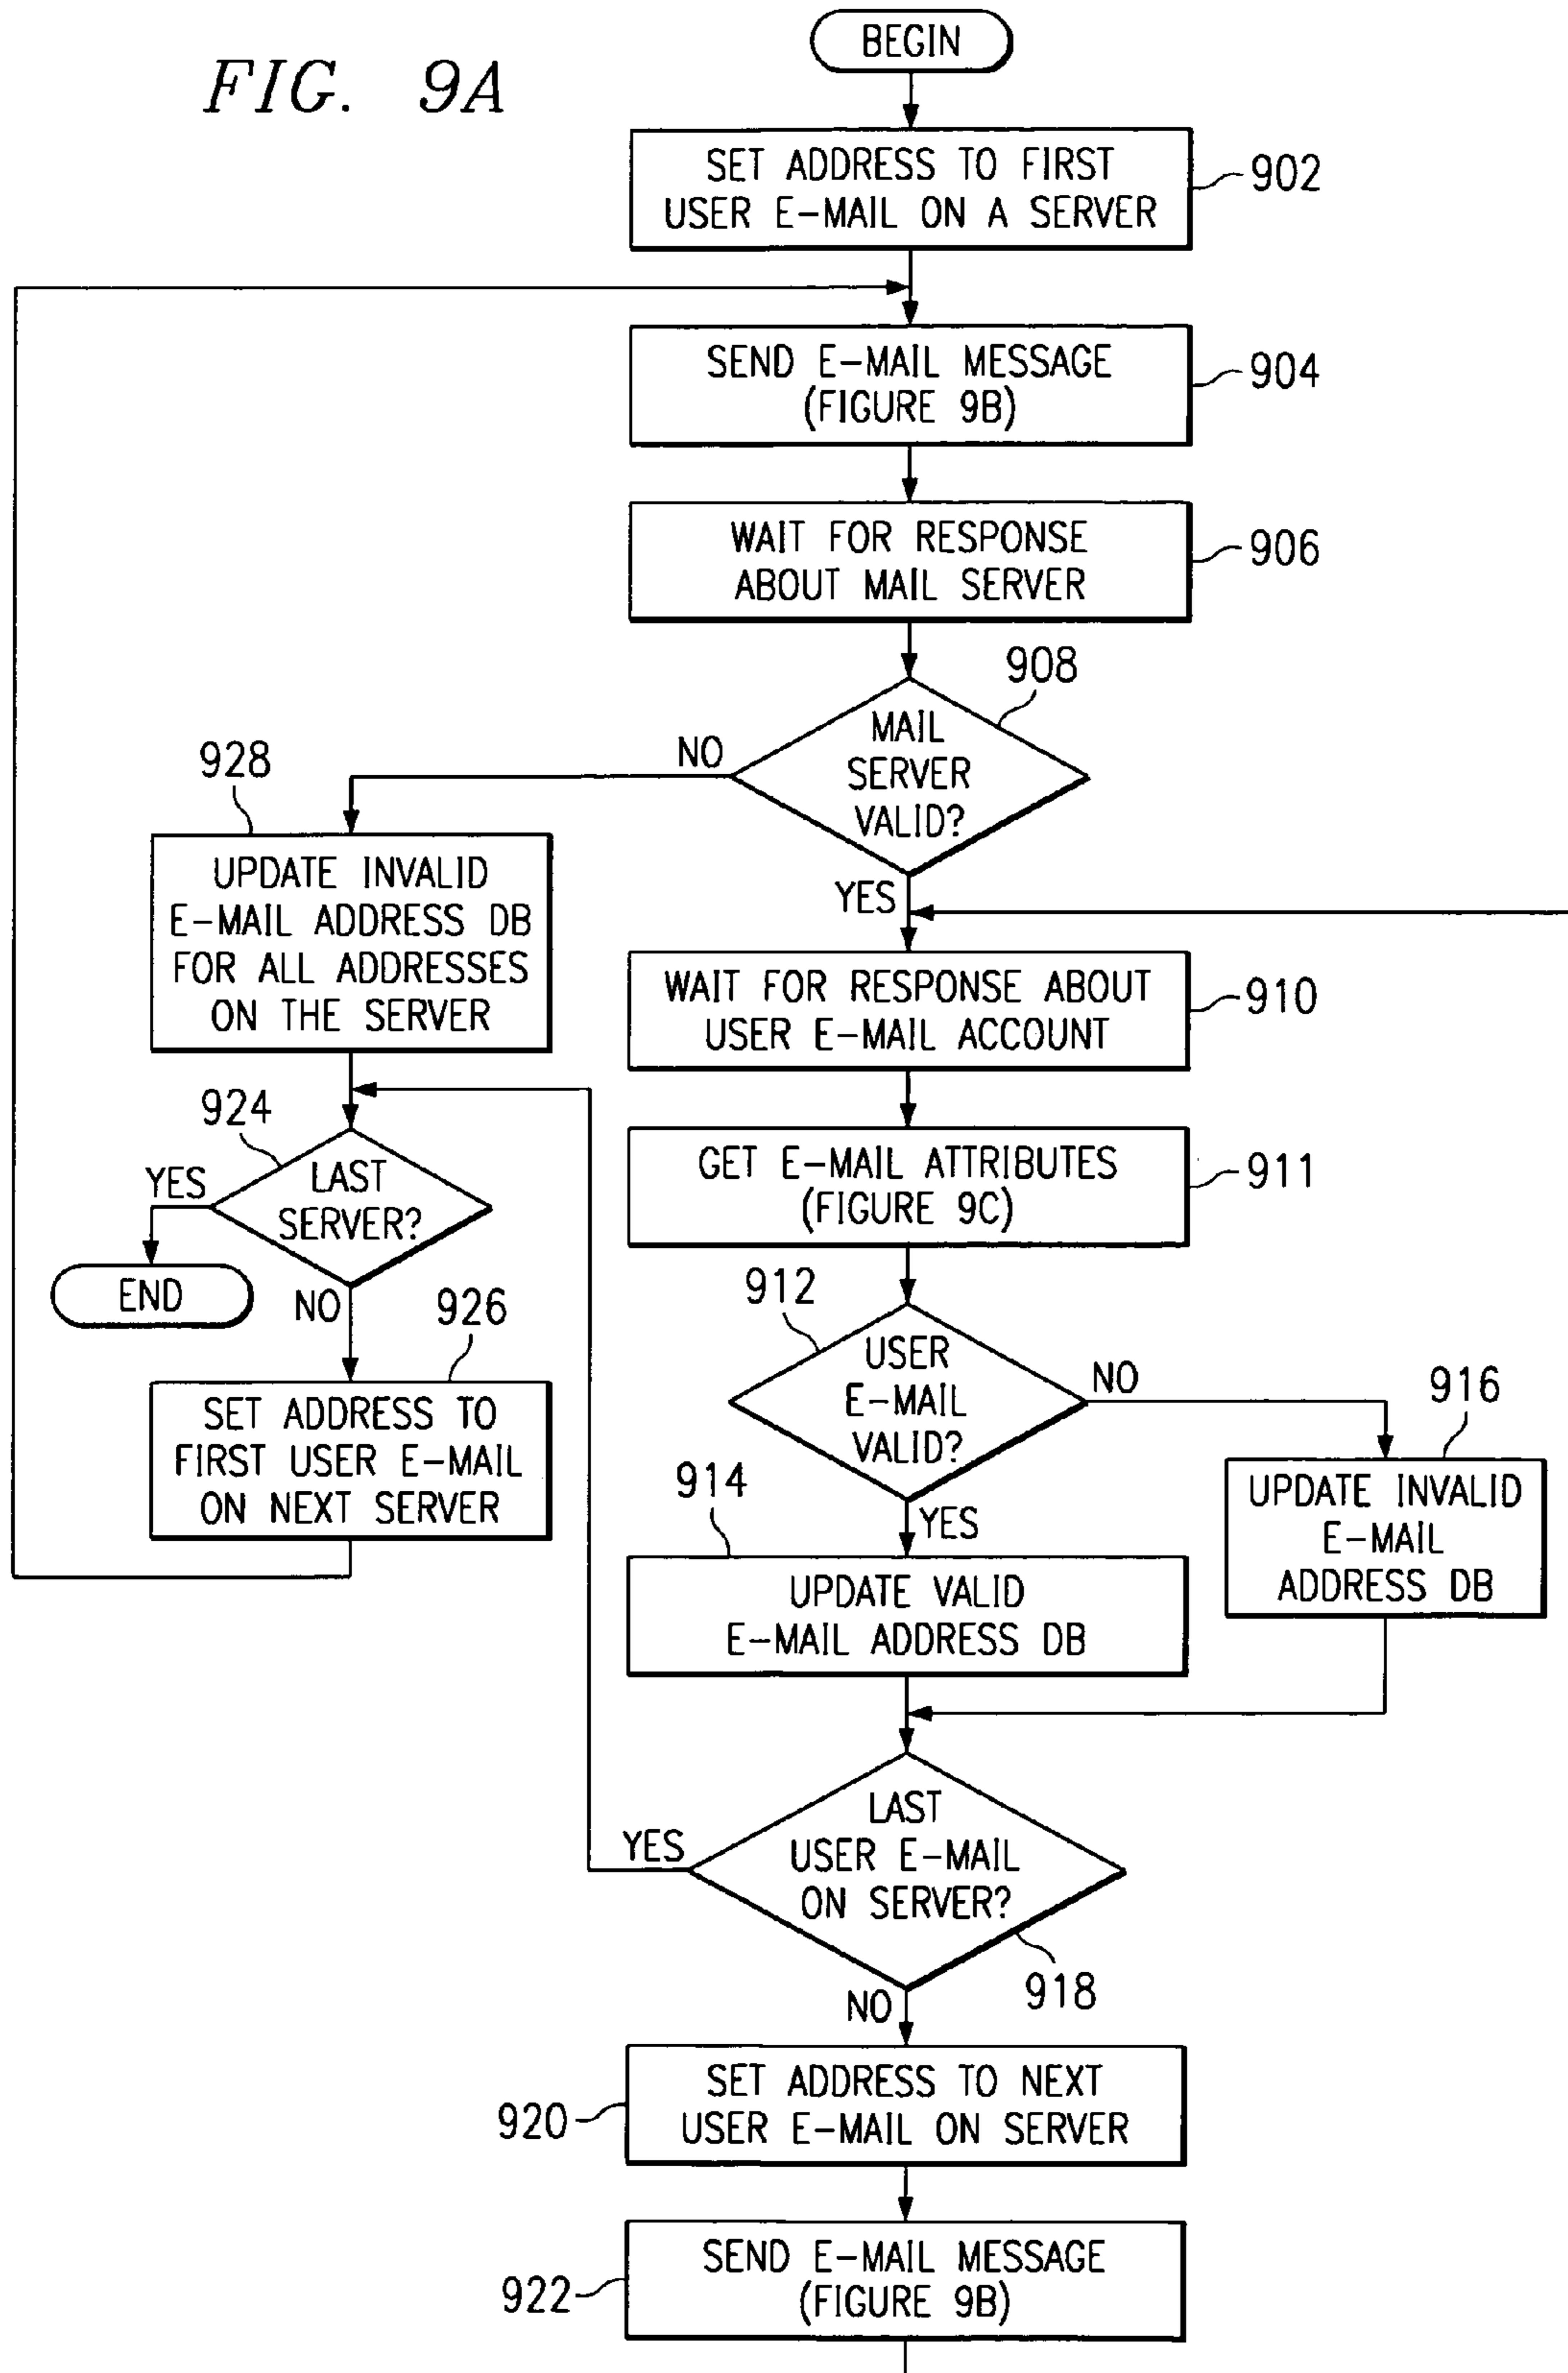 FIG. 9A
BEGIN
SET ADDRESS TO FIRST
USER E-MAIL ON A SERVER
902
SEND E-MAIL MESSAGE
(FIGURE 9B)
904
WAIT FOR RESPONSE
ABOUT MAIL SERVER
906
908
MAIL
SERVER
VALID?
NO
YES
928
UPDATE INVALID
E-MAIL ADDRESS DB
FOR ALL ADDRESSES
ON THE SERVER
WAIT FOR RESPONSE ABOUT
USER E-MAIL ACCOUNT
910
924
LAST
SERVER?
YES
END
NO
GET E-MAIL ATTRIBUTES
(FIGURE 9C)
911
926
SET ADDRESS TO
FIRST USER E-MAIL
ON NEXT SERVER
912
USER
E-MAIL
VALID?
NO
YES
916
UPDATE INVALID
E-MAIL
ADDRESS DB
914
UPDATE VALID
E-MAIL ADDRESS DB
LAST
USER E-MAIL
ON SERVER?
YES
918
NO
SET ADDRESS TO NEXT
USER E-MAIL ON SERVER
920
SEND E-MAIL MESSAGE
(FIGURE 9B)
922